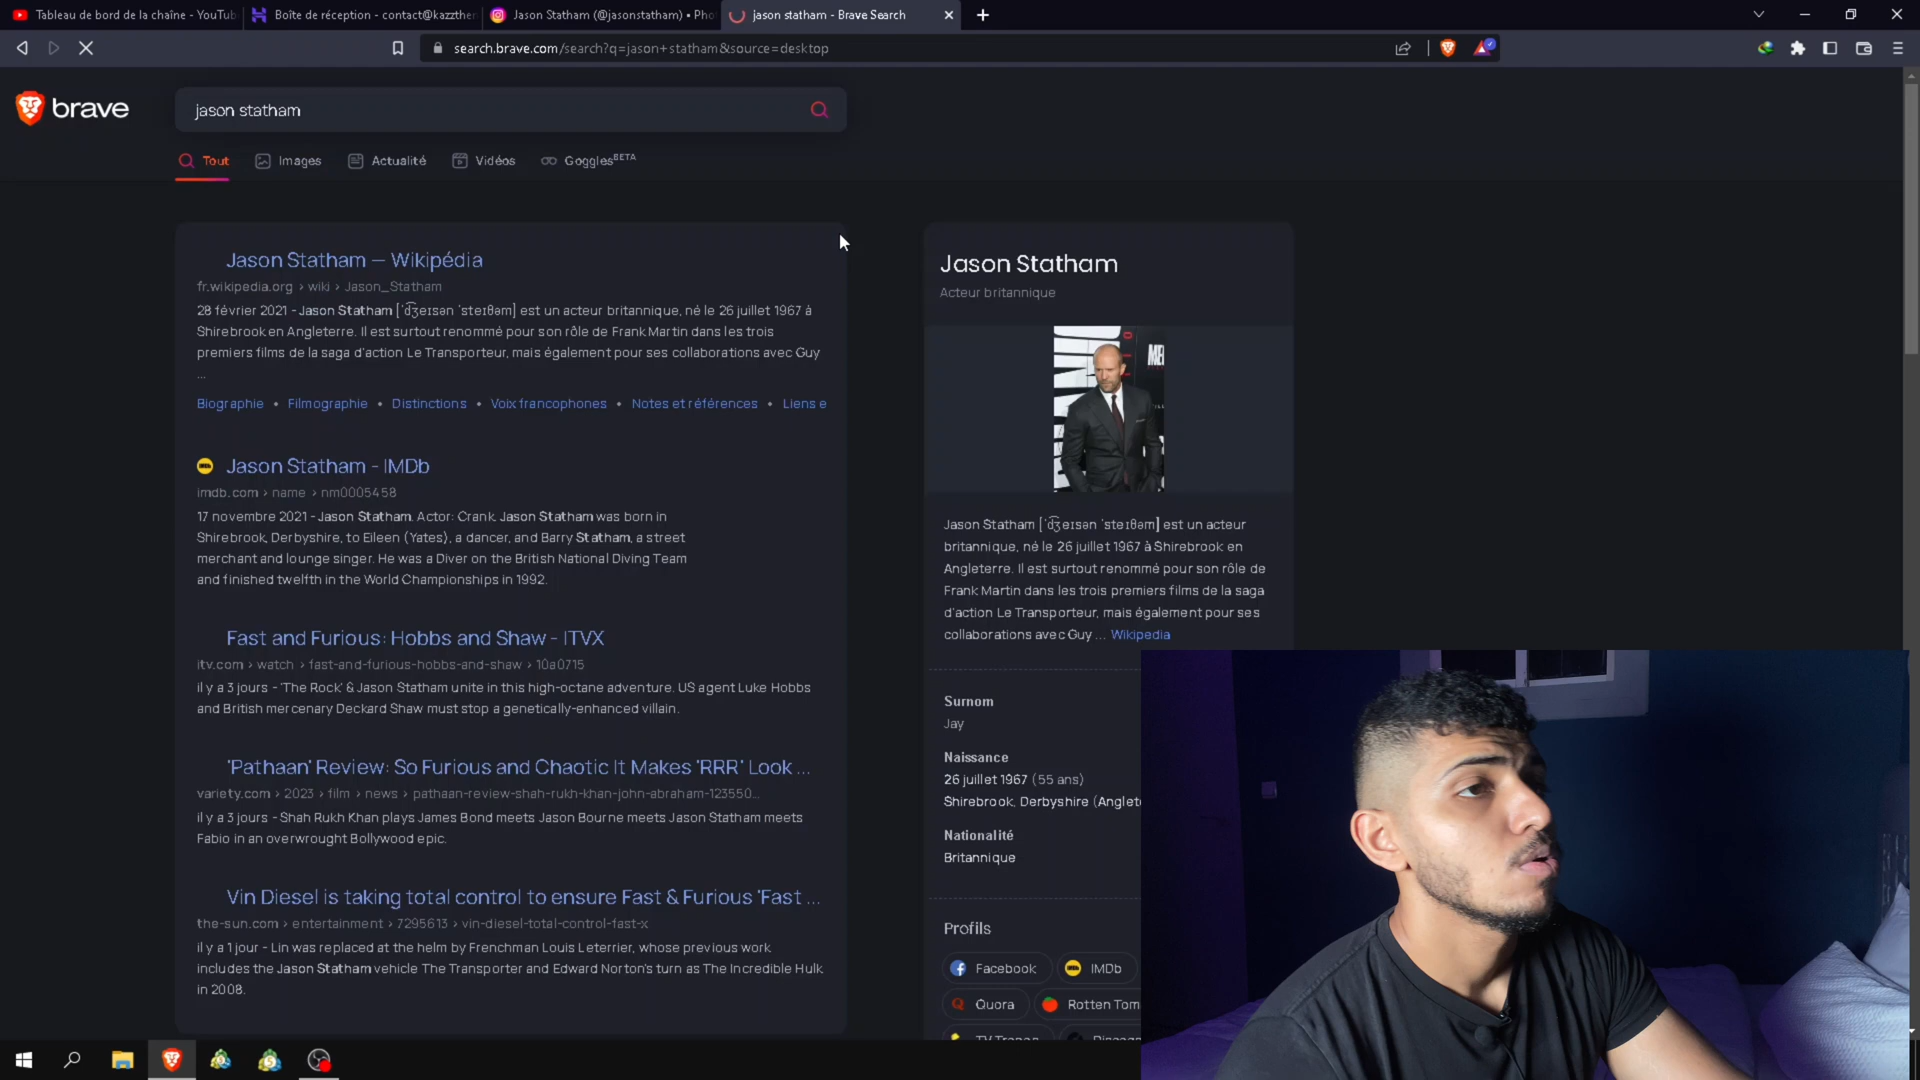 Tableau de bord de la chaîne - YouTub
Boîte de réception - contact@kazzther
Jason Statham (@jasonstatham) • Pho
jason statham - Brave Search
search.brave.com/search?q=jason+statham&source=desktop
brave
jason statham
Tout
Images
Actualité
Vidéos
Goggles BETA
Jason Statham — Wikipédia
fr.wikipedia.org › wiki › Jason_Statham
28 février 2021 - Jason Statham [ˈd͡ʒeɪsən ˈsteɪθəm] est un acteur britannique, né le 26 juillet 1967 à
Shirebrook en Angleterre. Il est surtout renommé pour son rôle de Frank Martin dans les trois
premiers films de la saga d'action Le Transporteur, mais également pour ses collaborations avec Guy
...
Biographie • Filmographie • Distinctions • Voix francophones • Notes et références • Liens e
Jason Statham - IMDb
imdb.com › name › nm0005458
17 novembre 2021 - Jason Statham. Actor: Crank. Jason Statham was born in
Shirebrook, Derbyshire, to Eileen (Yates), a dancer, and Barry Statham, a street
merchant and lounge singer. He was a Diver on the British National Diving Team
and finished twelfth in the World Championships in 1992.
Fast and Furious: Hobbs and Shaw - ITVX
itv.com › watch › fast-and-furious-hobbs-and-shaw › 10a0715
il y a 3 jours - 'The Rock' & Jason Statham unite in this high-octane adventure. US agent Luke Hobbs
and British mercenary Deckard Shaw must stop a genetically-enhanced villain.
'Pathaan' Review: So Furious and Chaotic It Makes 'RRR' Look ...
variety.com › 2023 › film › news › pathaan-review-shah-rukh-khan-john-abraham-123550...
il y a 3 jours - Shah Rukh Khan plays James Bond meets Jason Bourne meets Jason Statham meets
Fabio in an overwrought Bollywood epic.
Vin Diesel is taking total control to ensure Fast & Furious 'Fast ...
the-sun.com › entertainment › 7295613 › vin-diesel-total-control-fast-x
il y a 1 jour - Lin was replaced at the helm by Frenchman Louis Leterrier, whose previous work
includes the Jason Statham vehicle The Transporter and Edward Norton's turn as The Incredible Hulk
in 2008.
Jason Statham
Acteur britannique
ME
Jason Statham [ˈd͡ʒeɪsən ˈsteɪθəm] est un acteur
britannique, né le 26 juillet 1967 à Shirebrook en
Angleterre. Il est surtout renommé pour son rôle de
Frank Martin dans les trois premiers films de la saga
d'action Le Transporteur, mais également pour ses
collaborations avec Guy ... Wikipedia
Surnom
Jay
Naissance
26 juillet 1967 (55 ans)
Shirebrook, Derbyshire (Anglet
Nationalité
Britannique
Profils
Facebook
IMDb
Quora
Rotten Tom